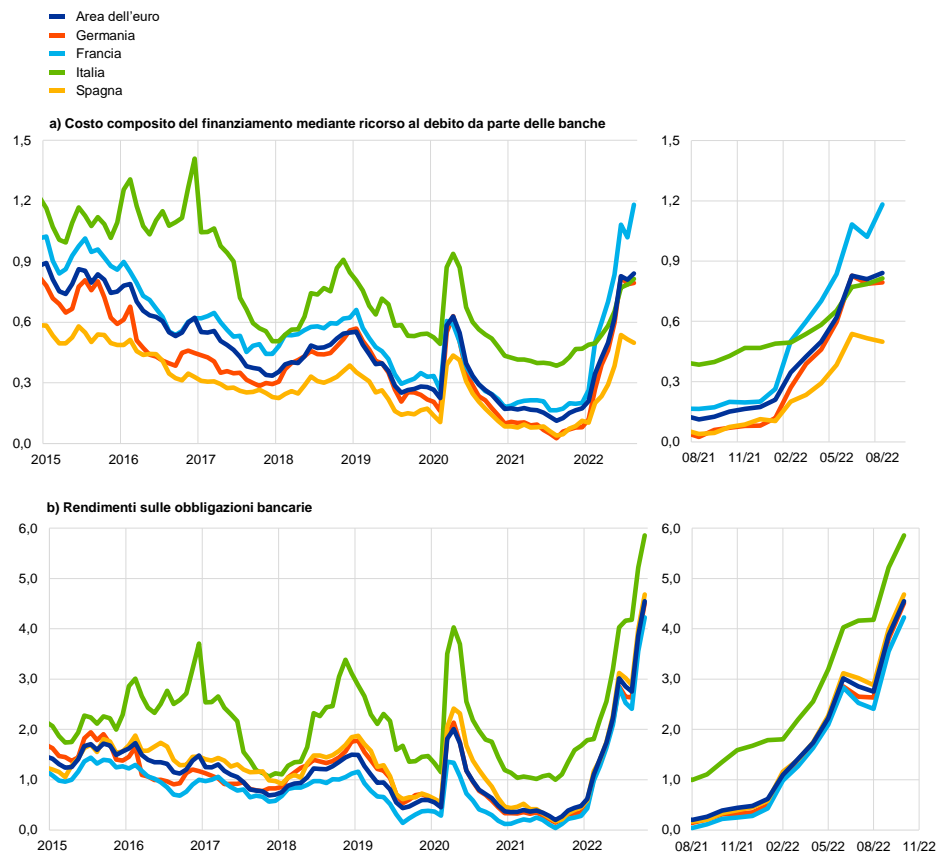 Area dell'euro
Germania
Francia
Italia
Spagna
a) Costo composito del finanziamento mediante ricorso al debito da parte delle banche
1,5
1,2
0,9
0,6
0,3
0,0
2015 2016 2017 2018 2019 2020 2021 2022
1,5
1,2
0,9
0,6
0,3
0,0
08/21 11/21 02/22 05/22 08/22
b) Rendimenti sulle obbligazioni bancarie
6,0
5,0
4,0
3,0
2,0
1,0
0,0
2015 2016 2017 2018 2019 2020 2021 2022
6,0
5,0
4,0
3,0
2,0
1,0
0,0
08/21 11/21 02/22 05/22 08/22 11/22